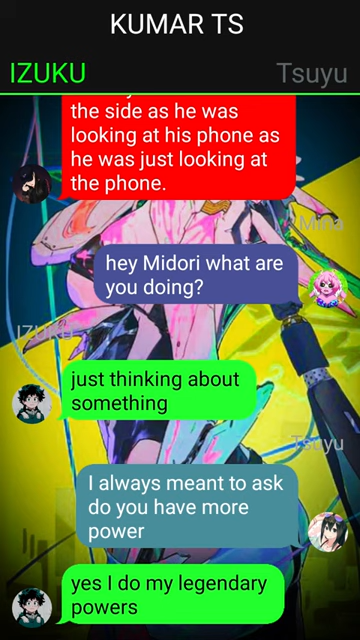 KUMAR TS
IZUKU
Tsuyu
the side as he was
looking at his phone as
he was just looking at
the phone.
Mina
hey Midori what are
you doing?
IZUKU
just thinking about
something
Tsuyu
I always meant to ask
do you have more
power
yes I do my legendary
powers